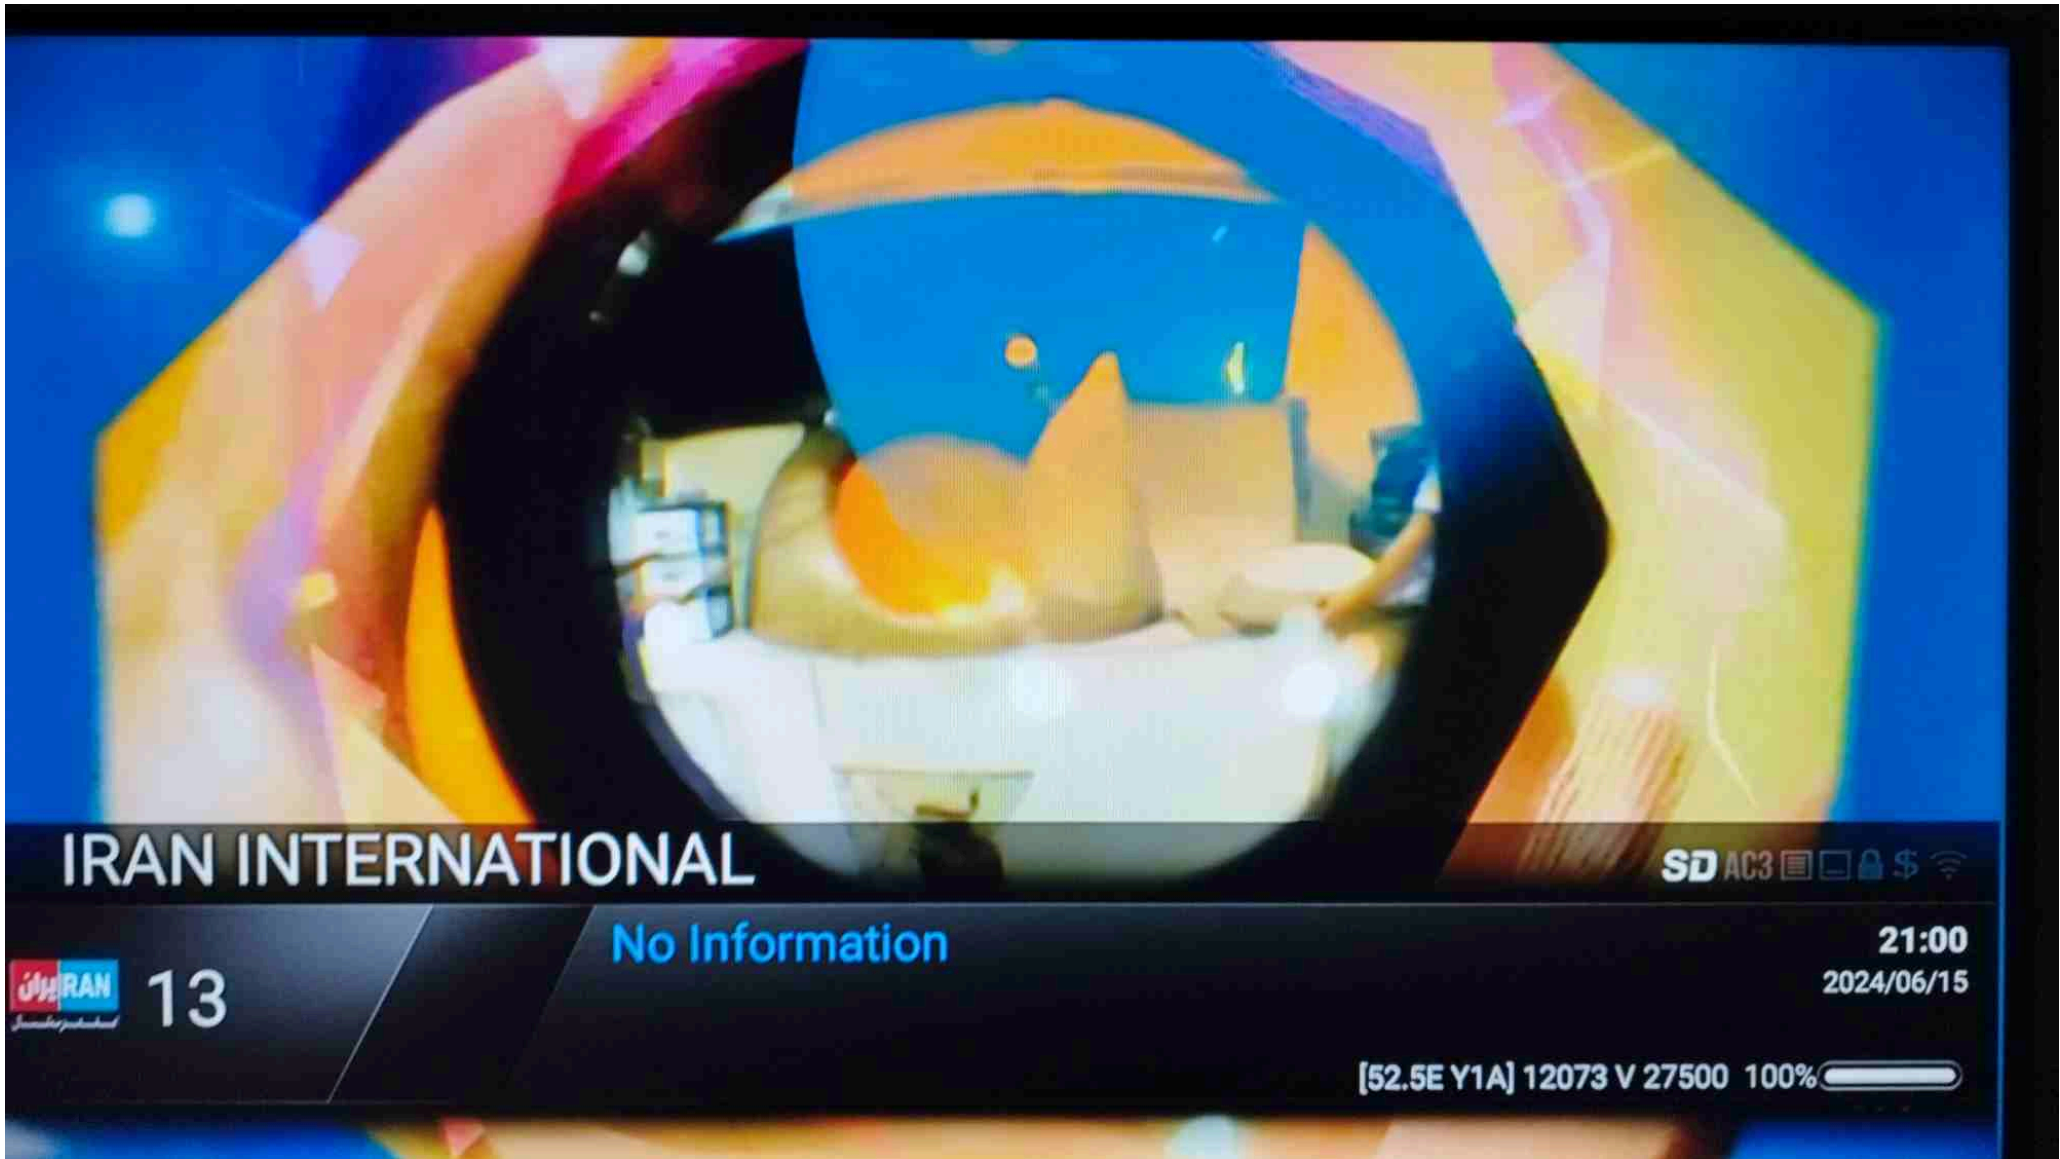 IRAN INTERNATIONAL
SD AC3 $
No Information
21:00
ایران IRAN
13
2024/06/15
[52.5E Y1A] 12073 V 27500 100%